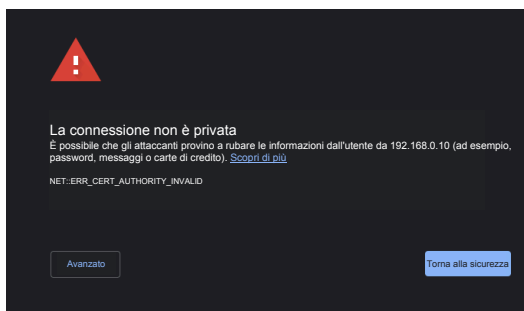 La connessione non è privata
È possibile che gli attaccanti provino a rubare le informazioni dall'utente da 192.168.0.10 (ad esempio,
password, messaggi o carte di credito). Scopri di più
NET::ERR_CERT_AUTHORITY_INVALID
Avanzato
Torna alla sicurezza